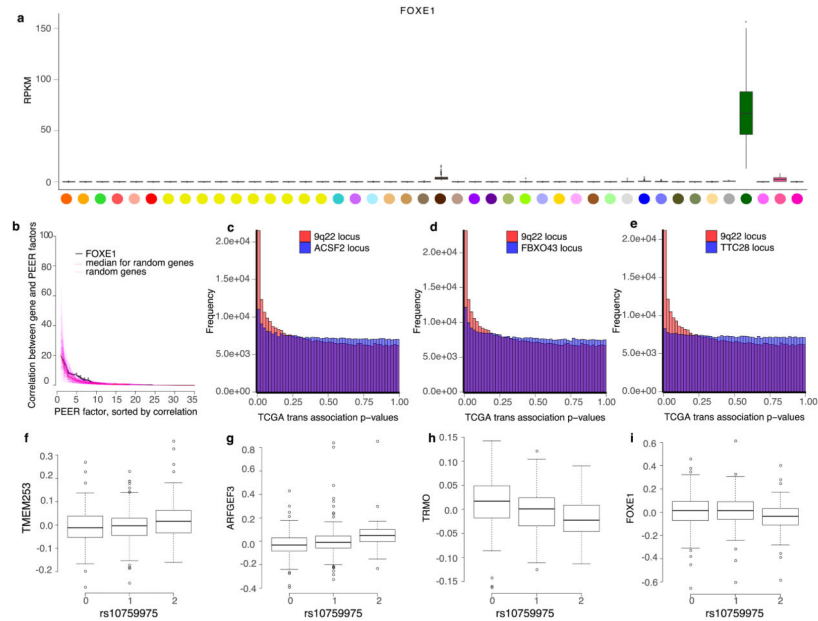 FOXE1
a
RPKM
150
100
50
0
b
Correlation between gene and PEER factors
100
80
60
40
20
0
FOXE1
median for random genes
random genes
0 5 10 15 20 25 30 35
PEER factor, sorted by correlation
c
Frequency
2.0e+04
1.5e+04
1.0e+04
5.0e+03
0.0e+00
9q22 locus
ACSF2 locus
0.00 0.25 0.50 0.75 1.00
TCGA trans association p-values
d
Frequency
2.0e+04
1.5e+04
1.0e+04
5.0e+03
0.0e+00
9q22 locus
FBXO43 locus
0.00 0.25 0.50 0.75 1.00
TCGA trans association p-values
e
Frequency
2.0e+04
1.5e+04
1.0e+04
5.0e+03
0.0e+00
9q22 locus
TTC28 locus
0.00 0.25 0.50 0.75 1.00
TCGA trans association p-values
f
TMEM253
0.3
0.2
0.1
0.0
-0.1
-0.2
0 1 2
rs10759975
g
ARFGEF3
0.8
0.6
0.4
0.2
0.0
-0.2
-0.4
0 1 2
rs10759975
h
TRMO
0.15
0.10
0.05
0.00
-0.05
-0.10
-0.15
0 1 2
rs10759975
i
FOXE1
0.6
0.4
0.2
0.0
-0.2
-0.4
-0.6
0 1 2
rs10759975